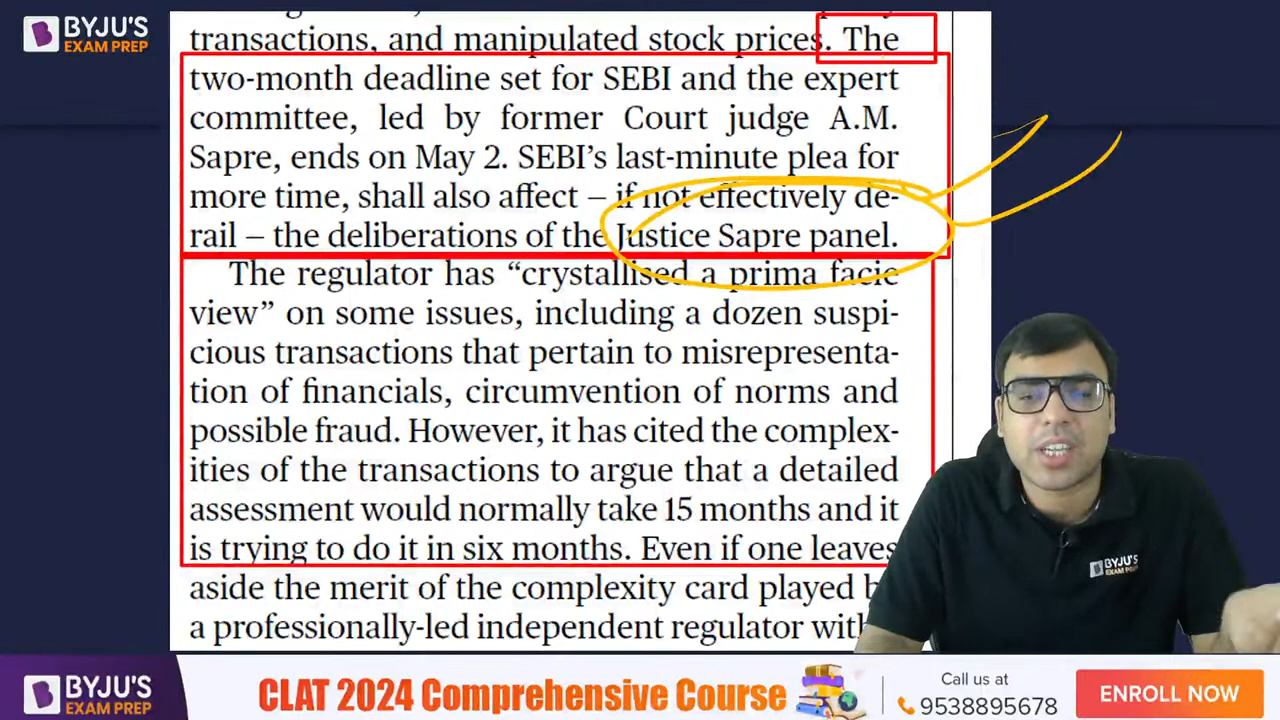 BYJU'S
EXAM PREP
transactions, and manipulated stock prices. The
two-month deadline set for SEBI and the expert
committee, led by former Court judge A.M.
Sapre, ends on May 2. SEBI's last-minute plea for
more time, shall also affect – if not effectively de-
rail – the deliberations of the Justice Sapre panel.
The regulator has “crystallised a prima facie
view” on some issues, including a dozen suspi-
cious transactions that pertain to misrepresenta-
tion of financials, circumvention of norms and
possible fraud. However, it has cited the complex-
ities of the transactions to argue that a detailed
assessment would normally take 15 months and it
is trying to do it in six months. Even if one leaves
aside the merit of the complexity card played
a professionally-led independent regulator
BYJU'S
EXAM PREP
BYJU'S
EXAM PREP
CLAT 2024 Comprehensive Course
Call us at
9538895678
ENROLL NOW